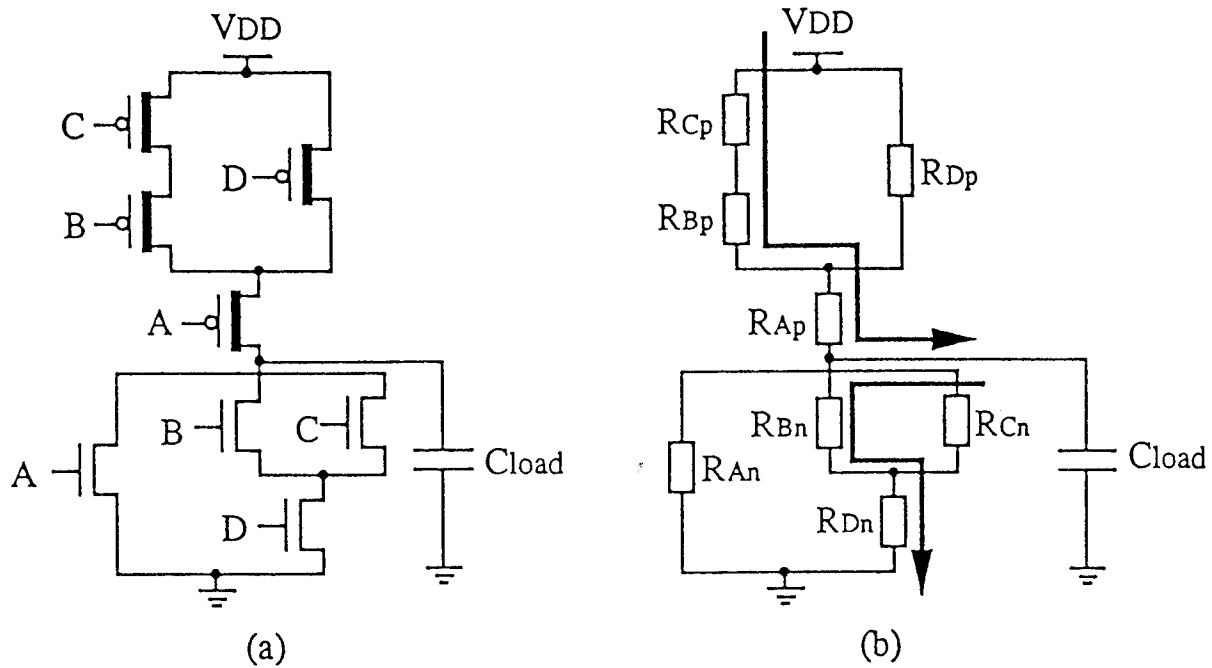 VDD
C
D
B
A
B
C
A
D
Cload
(a)
VDD
RCp
RDp
RBp
RAp
RBn
RCn
RAn
RDn
Cload
(b)